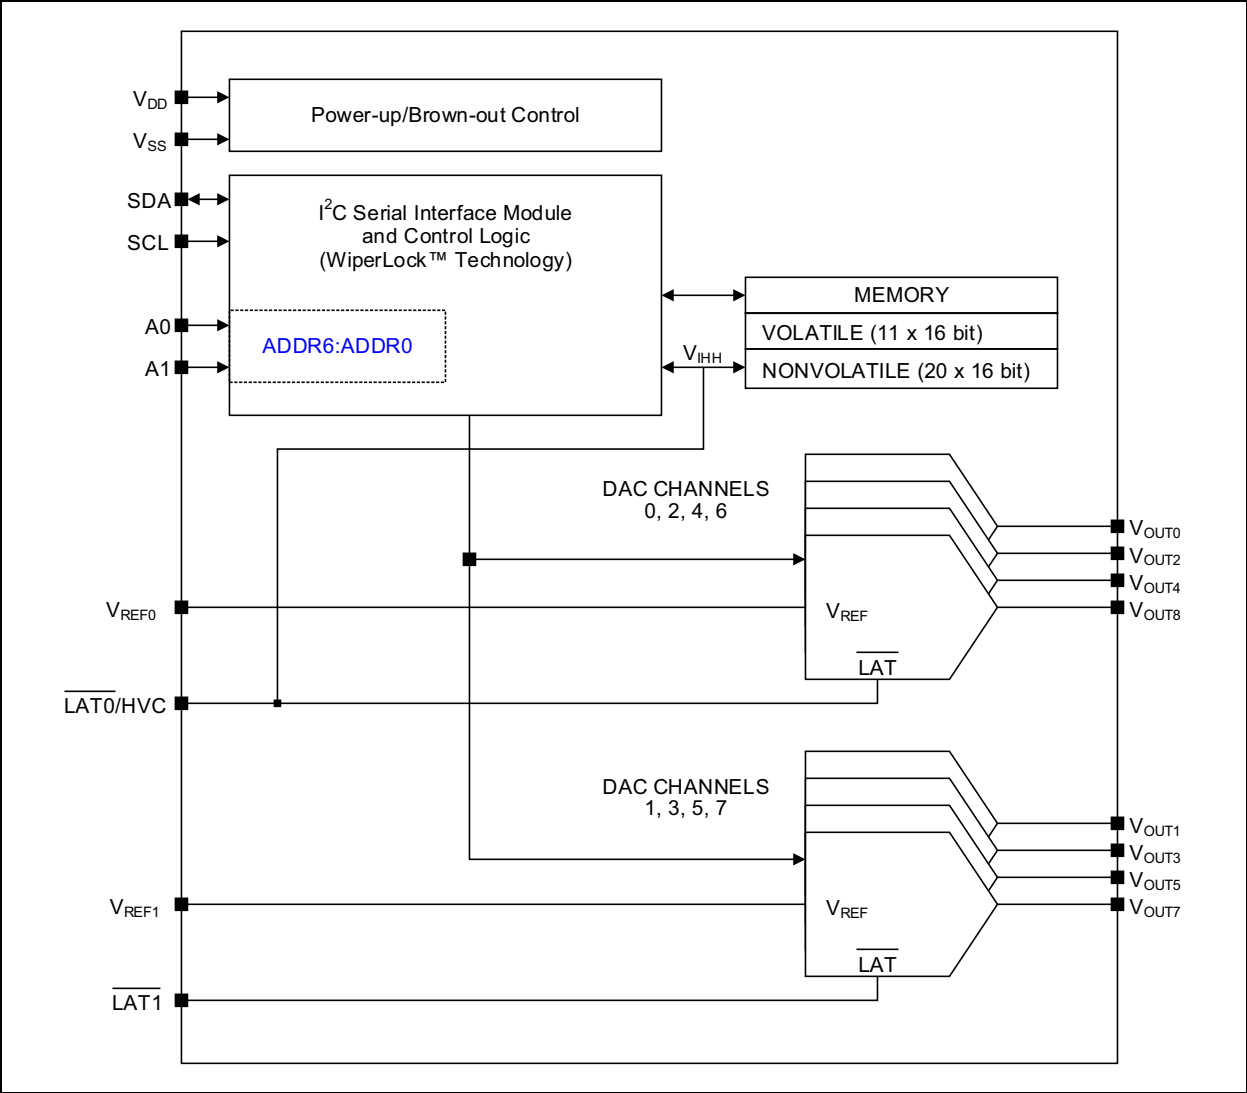 VDD
Power-up/Brown-out Control
VSS
SDA
I2C Serial Interface Module
and Control Logic
(WiperLock™ Technology)
SCL
MEMORY
A0
ADDR6:ADDR0
VOLATILE (11 x 16 bit)
VIHH
A1
NONVOLATILE (20 x 16 bit)
DAC CHANNELS
0, 2, 4, 6
VOUT0
VOUT2
VOUT4
VREF0
VREF
VOUT8
LAT
LAT0/HVC
DAC CHANNELS
1, 3, 5, 7
VOUT1
VOUT3
VOUT5
VREF1
VREF
VOUT7
LAT
LAT1